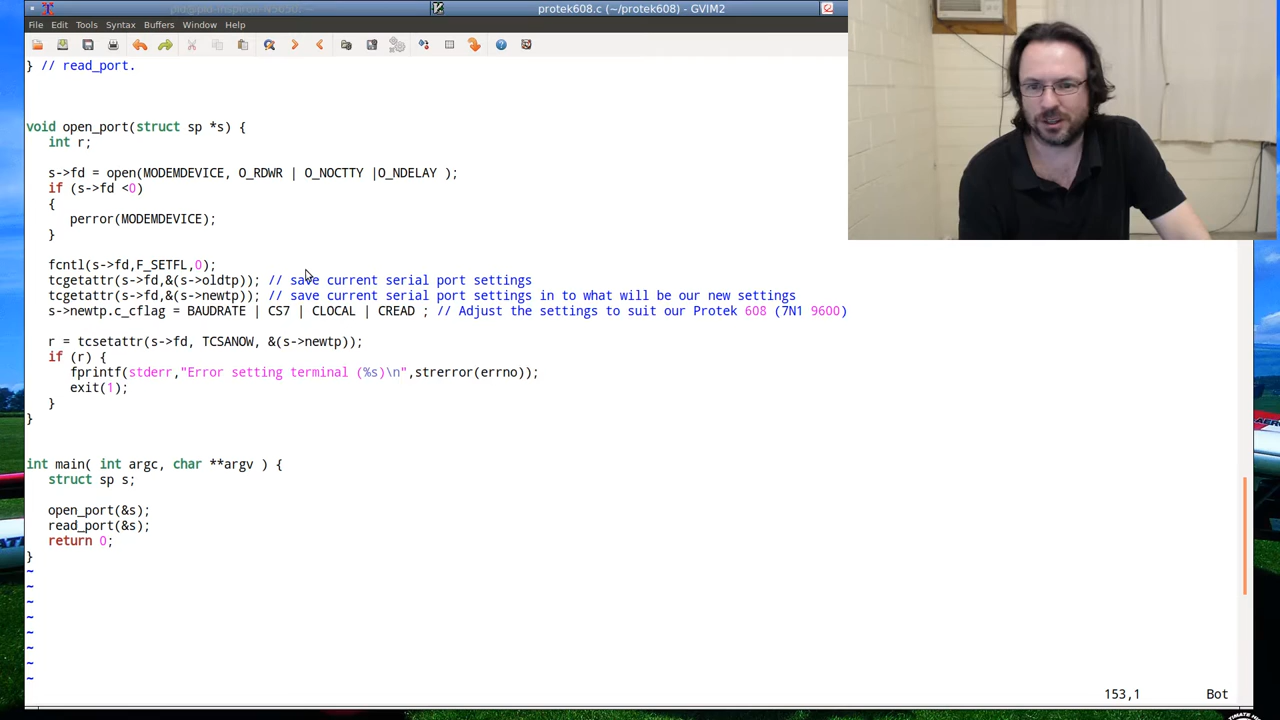 protek608.c (~/protek608) - GVIM2
File Edit Tools Syntax Buffers Window Help
} // read_port.
void open_port(struct sp *s) {
int r;
s->fd = open(MODEMDEVICE, O_RDWR | O_NOCTTY |O_NDELAY );
if (s->fd <0)
{
perror(MODEMDEVICE);
}
fcntl(s->fd,F_SETFL,0);
tcgetattr(s->fd,&(s->oldtp)); // save current serial port settings
tcgetattr(s->fd,&(s->newtp)); // save current serial port settings in to what will be our new settings
s->newtp.c_cflag = BAUDRATE | CS7 | CLOCAL | CREAD ; // Adjust the settings to suit our Protek 608 (7N1 9600)
r = tcsetattr(s->fd, TCSANOW, &(s->newtp));
if (r) {
fprintf(stderr,"Error setting terminal (%s)\n",strerror(errno));
exit(1);
}
}
int main( int argc, char **argv ) {
struct sp s;
open_port(&s);
read_port(&s);
return 0;
}
~
~
~
~
~
~
~
~
153,1 Bot